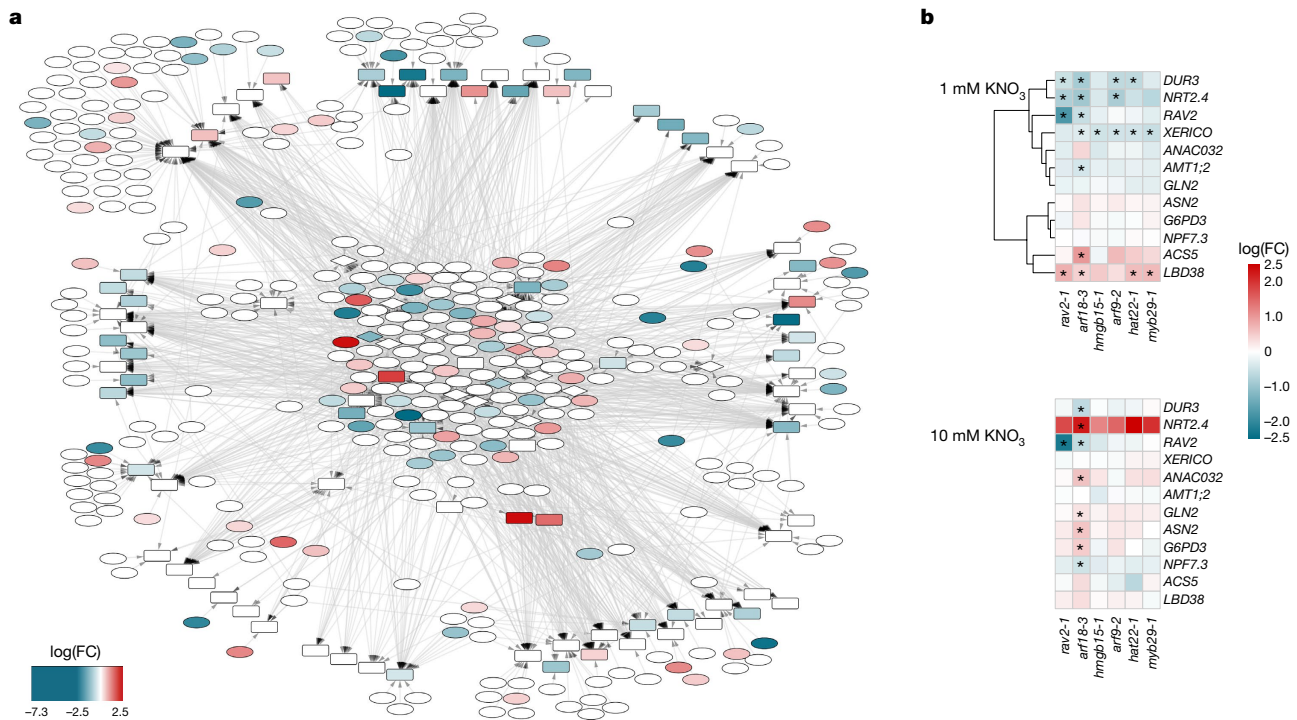 a
b
1 mM KNO3
DUR3
NRT2.4
RAV2
XERICO
ANAC032
AMT1;2
GLN2
ASN2
G6PD3
NPF7.3
ACS5
LBD38
* * * *
* * *
* *
* * * * *
*
*
* * * *
rav2-1
arf18-3
hmgb15-1
arf9-2
hat22-1
myb29-1
log(FC)
2.5
2.0
1.0
0
−1.0
−2.0
−2.5
10 mM KNO3
DUR3
NRT2.4
RAV2
XERICO
ANAC032
AMT1;2
GLN2
ASN2
G6PD3
NPF7.3
ACS5
LBD38
*
*
* *
*
*
*
*
*
rav2-1
arf18-3
hmgb15-1
arf9-2
hat22-1
myb29-1
log(FC)
−7.3 −2.5 2.5